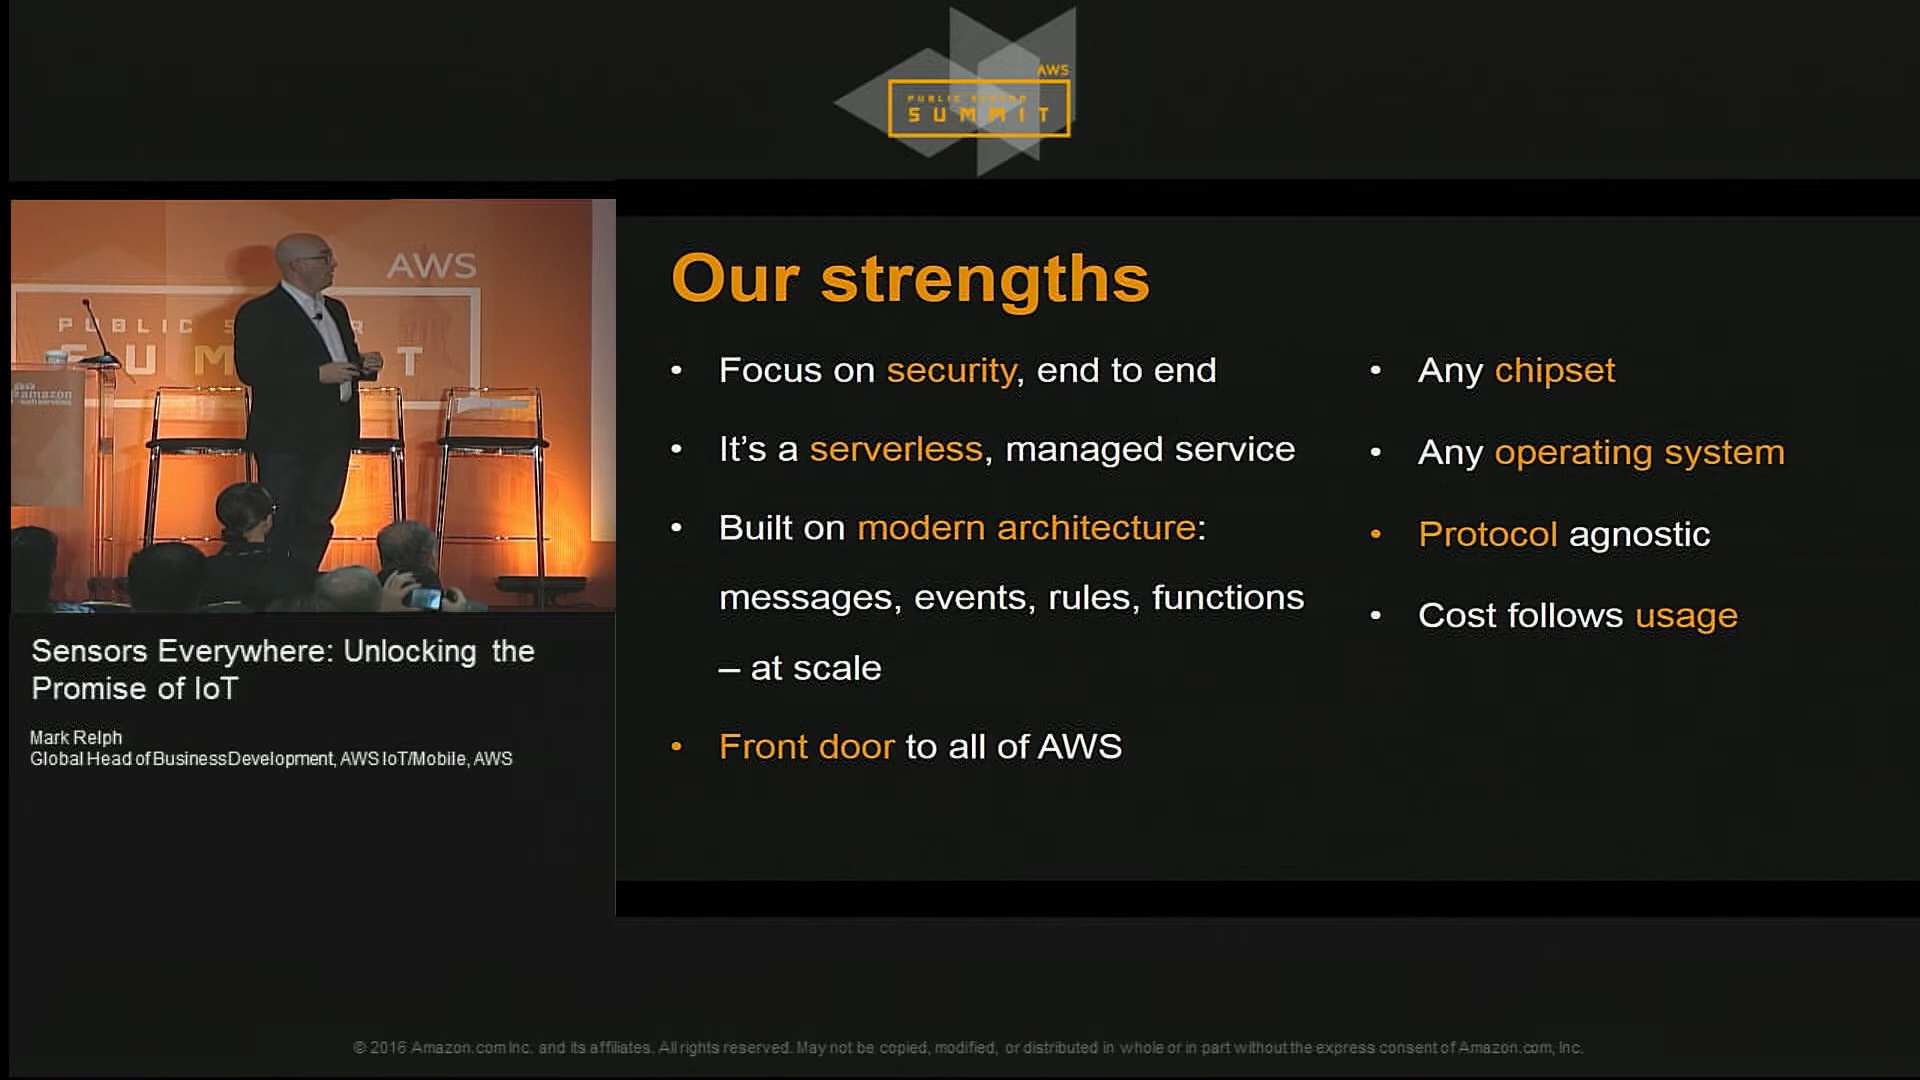 AWS
PUBLIC SECTOR
SUMMIT
AWS
PUBLIC
amazon
Our strengths
• Focus on security, end to end
• It’s a serverless, managed service
• Built on modern architecture:
messages, events, rules, functions
– at scale
• Front door to all of AWS
• Any chipset
• Any operating system
• Protocol agnostic
• Cost follows usage
Sensors Everywhere: Unlocking the
Promise of IoT
Mark Relph
Global Head of Business Development, AWS IoT/Mobile, AWS
© 2016 Amazon.com Inc. and its affiliates. All rights reserved. May not be copied, modified, or distributed in whole or in part without the express consent of Amazon.com, Inc.